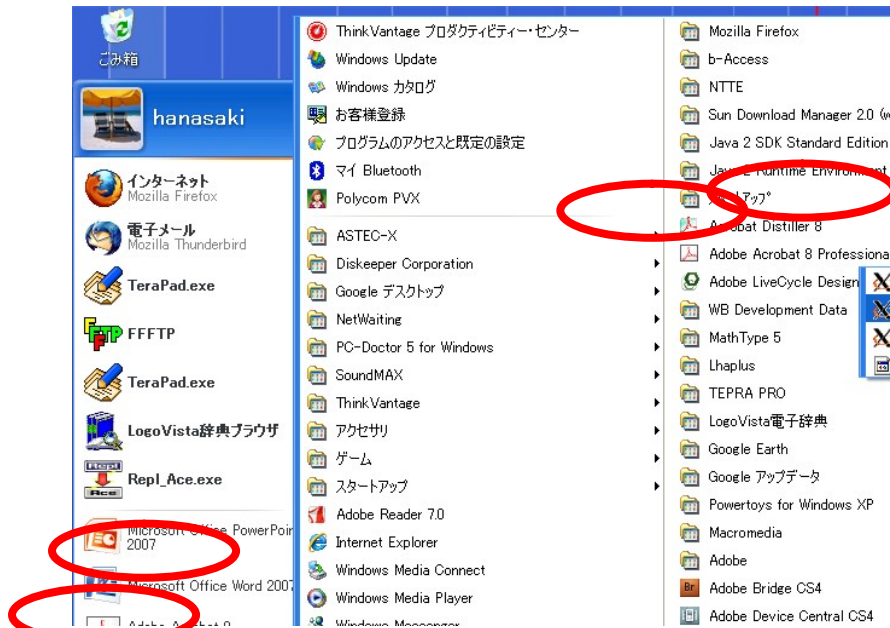 ごみ箱
hanasaki
インターネット
Mozilla Firefox
電子メール
Mozilla Thunderbird
TeraPad.exe
FFFTP
TeraPad.exe
LogoVista辞典ブラウザ
Repl_Ace.exe
Microsoft Office PowerPoin
2007
Microsoft Office Word 2007
ThinkVantage プロダクティビティー・センター
Windows Update
Windows カタログ
お客様登録
プログラムのアクセスと既定の設定
マイ Bluetooth
Polycom PVX
ASTEC-X
Diskeeper Corporation
Google デスクトップ
NetWaiting
PC-Doctor 5 for Windows
SoundMAX
ThinkVantage
アクセサリ
ゲーム
スタートアップ
Adobe Reader 7.0
Internet Explorer
Windows Media Connect
Windows Media Player
Windows Messenger
Mozilla Firefox
b-Access
NTTE
Sun Download Manager 2.0 (w
Java 2 SDK Standard Edition
Java 2 Runtime Environment
Acrobat Distiller 8
Adobe Acrobat 8 Professiona
Adobe LiveCycle Design
WB Development Data
MathType 5
Lhaplus
TEPRA PRO
LogoVista電子辞典
Google Earth
Google アップデータ
Powertoys for Windows XP
Macromedia
Adobe
Adobe Bridge CS4
Adobe Device Central CS4